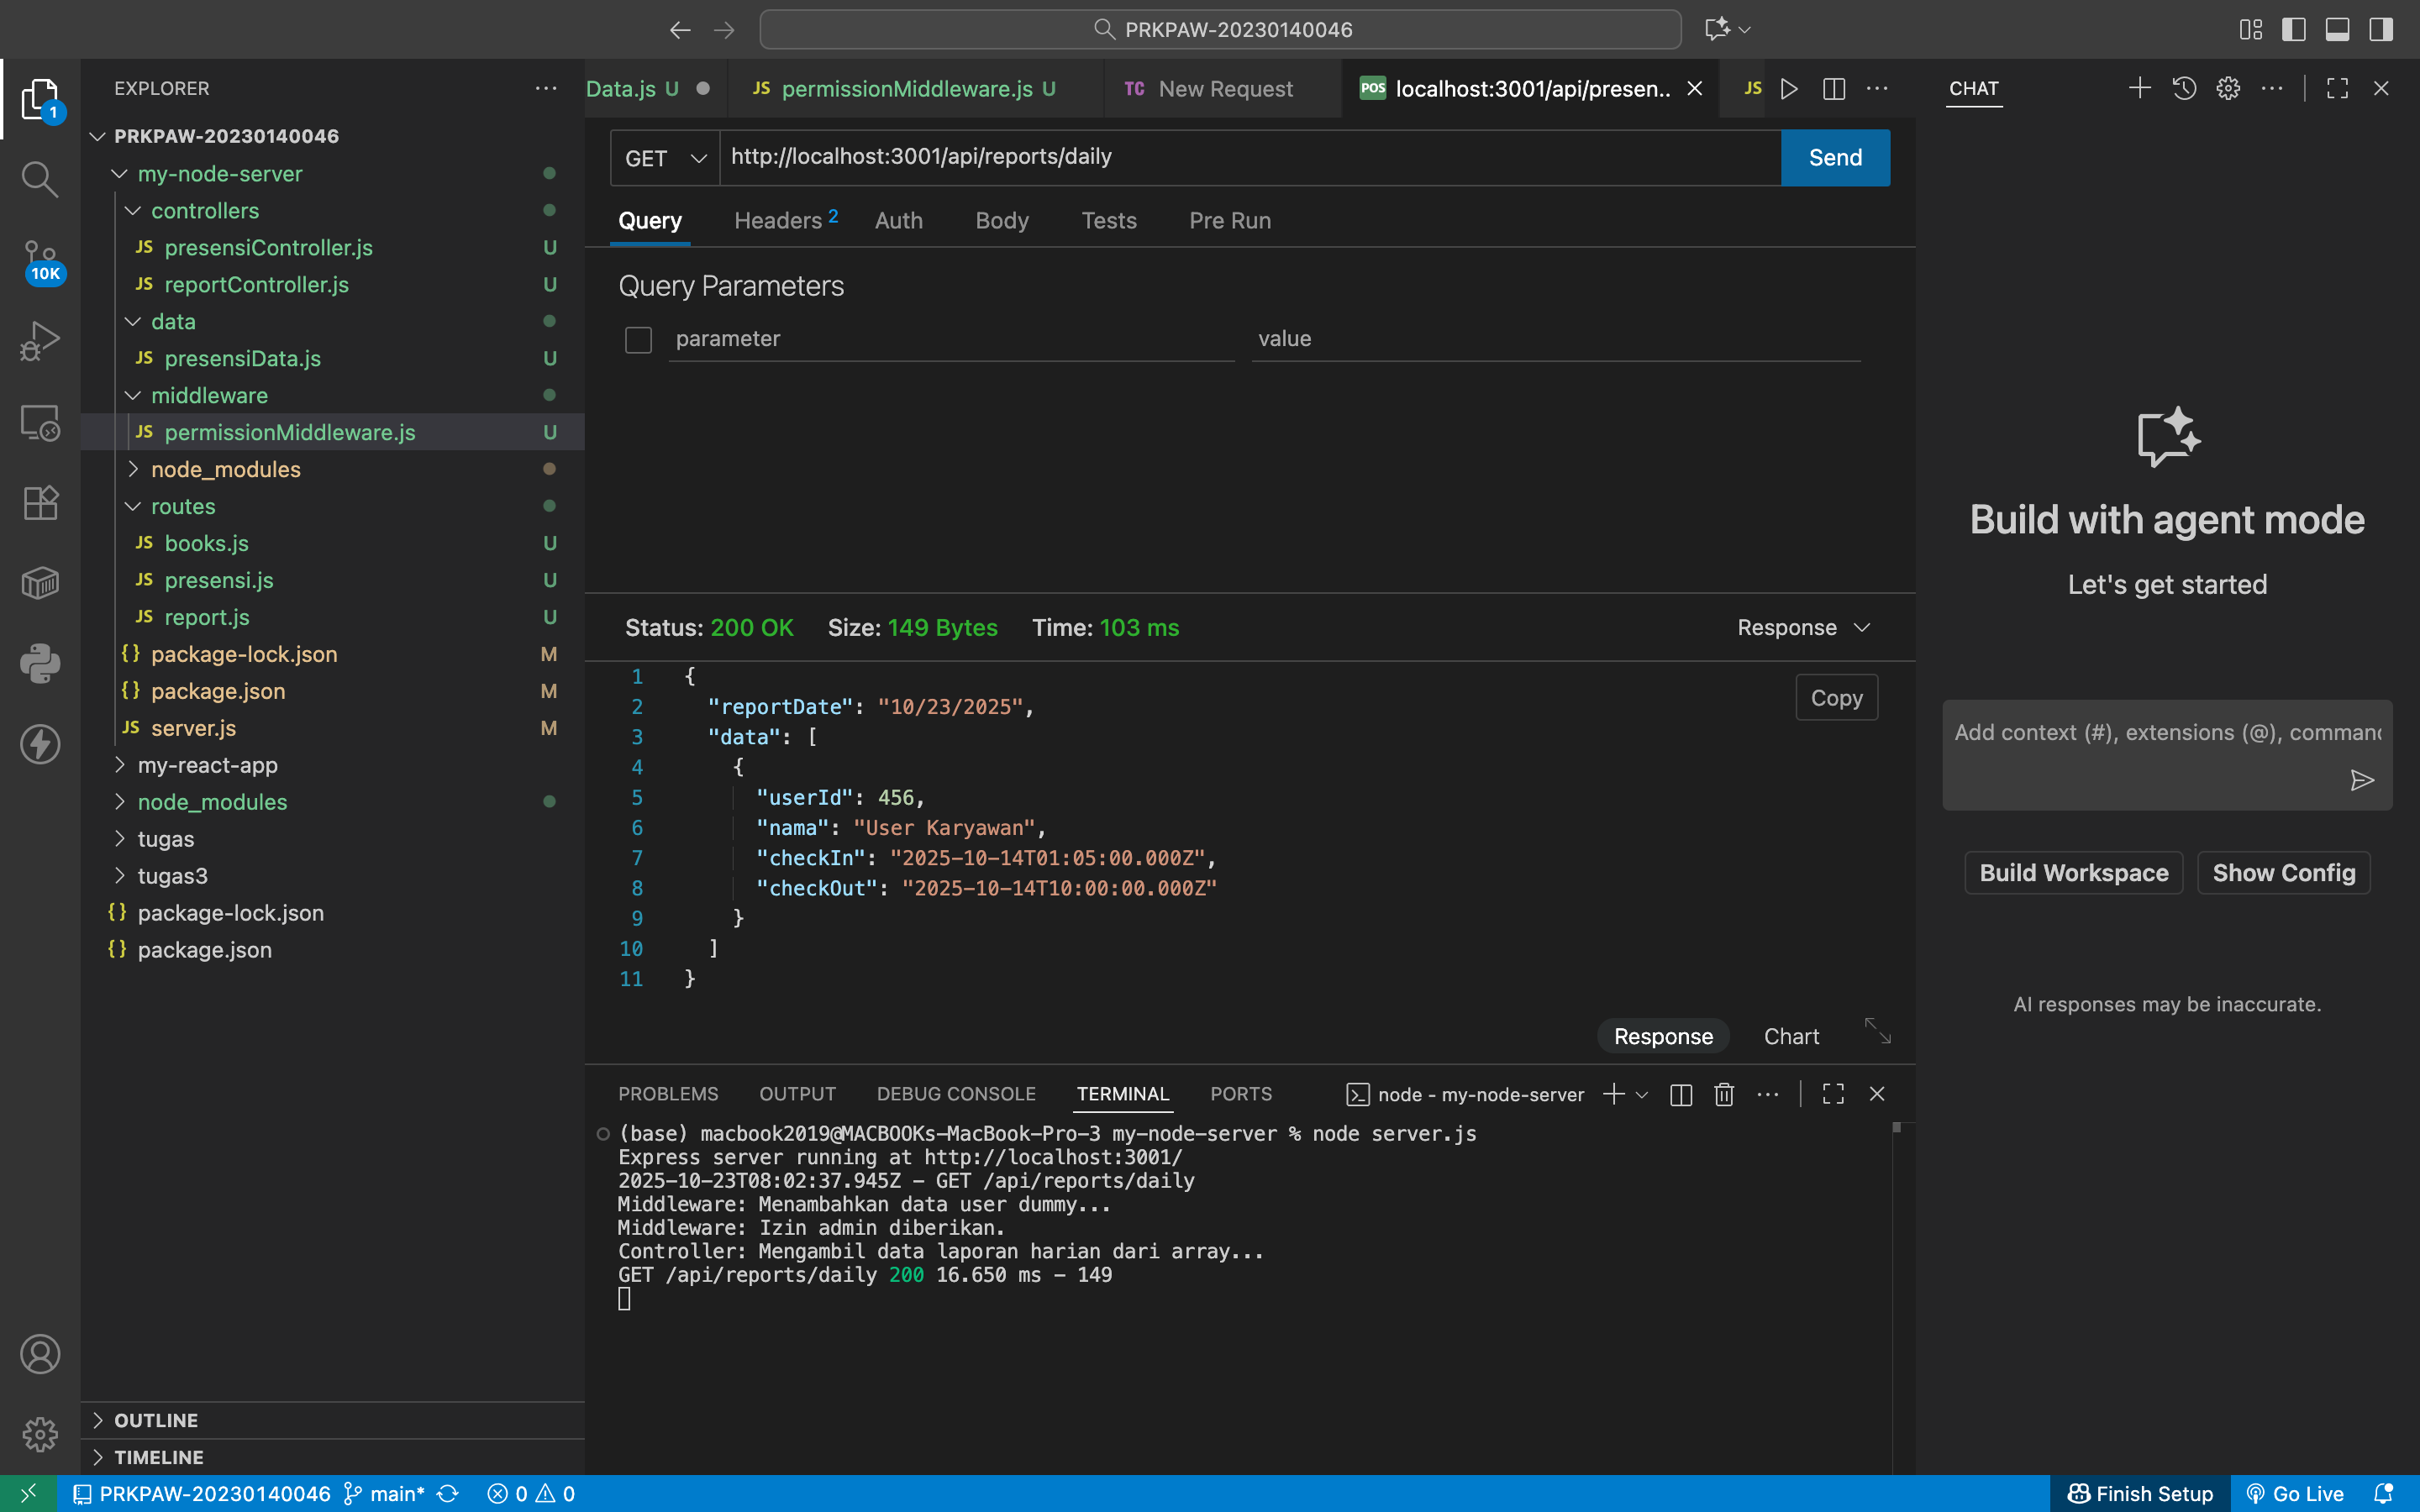 PRKPAW-20230140046
EXPLORER
1
10K
PRKPAW-20230140046
my-node-server
controllers
JS presensiController.js U
JS reportController.js U
data
JS presensiData.js U
middleware
JS permissionMiddleware.js U
node_modules
routes
JS books.js U
JS presensi.js U
JS report.js U
{} package-lock.json M
{} package.json M
JS server.js M
my-react-app
node_modules
tugas
tugas3
{} package-lock.json
{} package.json
OUTLINE
TIMELINE
Data.js U
JS permissionMiddleware.js U
TC New Request
POS localhost:3001/api/presen..
JS
GET http://localhost:3001/api/reports/daily Send
Query Headers 2 Auth Body Tests Pre Run
Query Parameters
parameter value
Status: 200 OK Size: 149 Bytes Time: 103 ms Response
1 {
2 "reportDate": "10/23/2025",
3 "data": [
4 {
5 "userId": 456,
6 "nama": "User Karyawan",
7 "checkIn": "2025-10-14T01:05:00.000Z",
8 "checkOut": "2025-10-14T10:00:00.000Z"
9 }
10 ]
11 }
Copy
Response Chart
PROBLEMS OUTPUT DEBUG CONSOLE TERMINAL PORTS node - my-node-server
(base) macbook2019@MACBOOKs-MacBook-Pro-3 my-node-server % node server.js
Express server running at http://localhost:3001/
2025-10-23T08:02:37.945Z - GET /api/reports/daily
Middleware: Menambahkan data user dummy...
Middleware: Izin admin diberikan.
Controller: Mengambil data laporan harian dari array...
GET /api/reports/daily 200 16.650 ms - 149
CHAT
Build with agent mode
Let's get started
Add context (#), extensions (@), comman
Build Workspace Show Config
AI responses may be inaccurate.
PRKPAW-20230140046 main* 0 0 Finish Setup Go Live